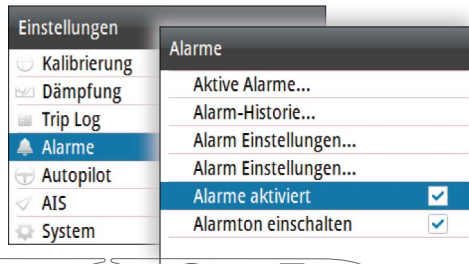 Einstellungen
Kalibrierung
Dämpfung
Trip Log
Alarme
Autopilot
AIS
System
Alarme
Aktive Alarme...
Alarm-Historie...
Alarm Einstellungen...
Alarm Einstellungen...
Alarme aktiviert
Alarmton einschalten